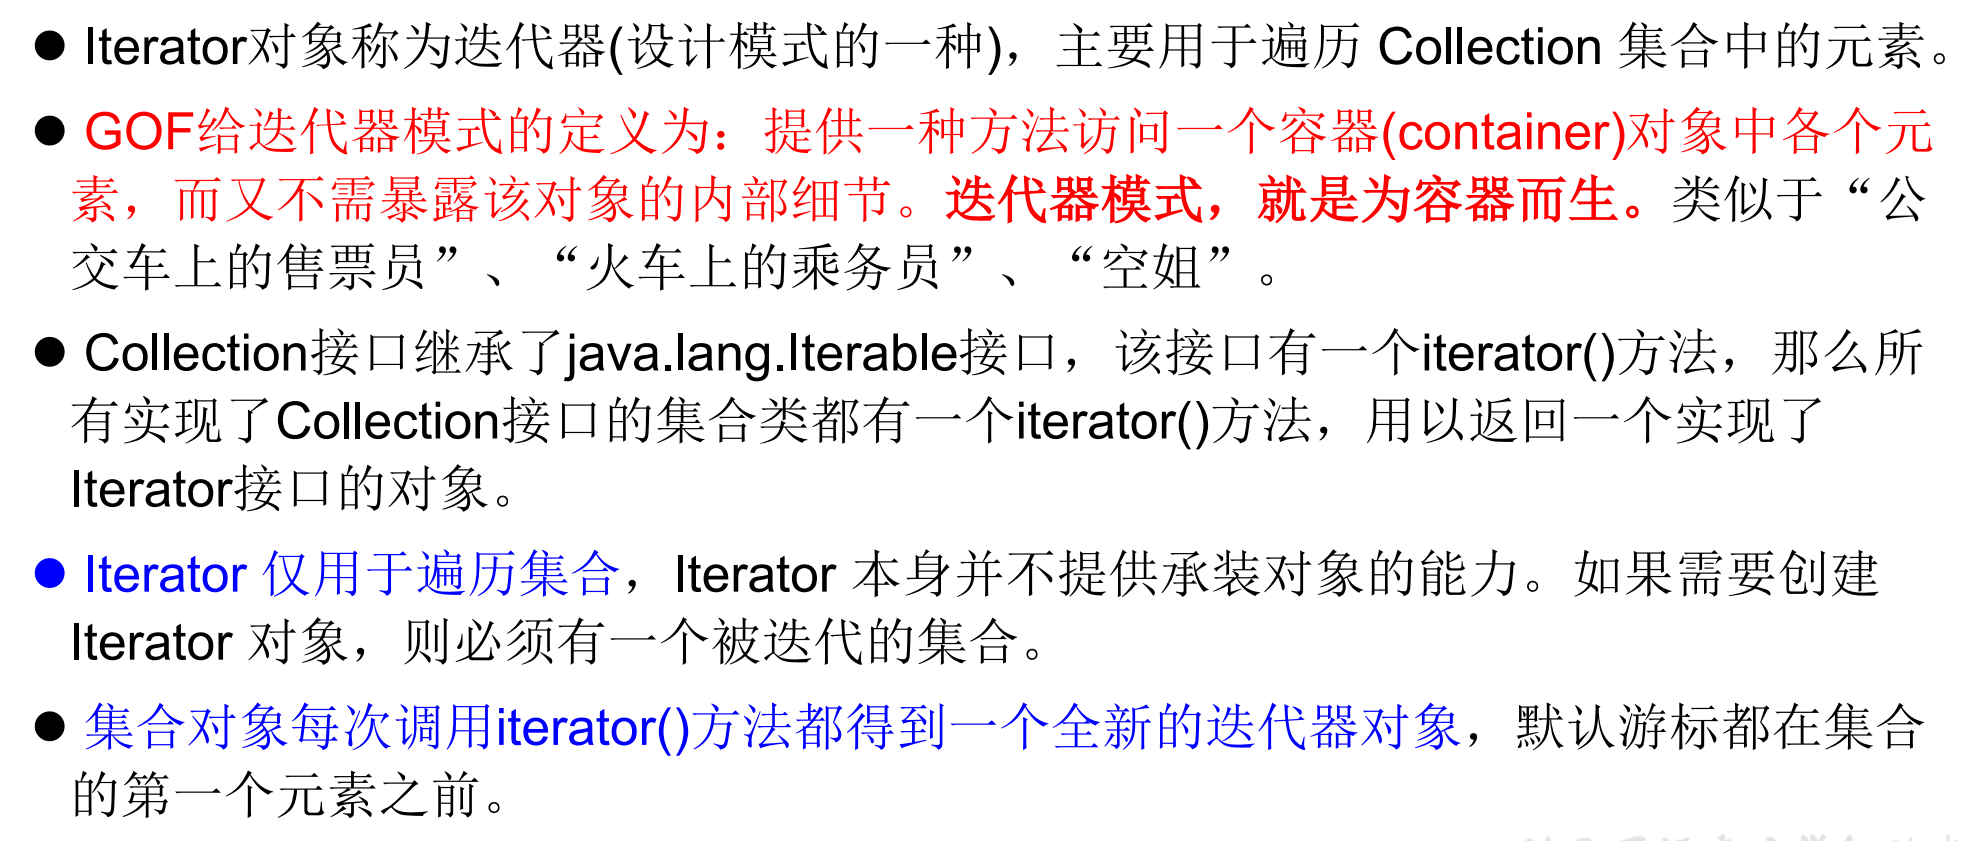 ● Iterator对象称为迭代器(设计模式的一种)，主要用于遍历 Collection 集合中的元素。
● GOF给迭代器模式的定义为：提供一种方法访问一个容器(container)对象中各个元
素，而又不需暴露该对象的内部细节。迭代器模式，就是为容器而生。类似于“公
交车上的售票员”、“火车上的乘务员”、“空姐”。
● Collection接口继承了java.lang.Iterable接口，该接口有一个iterator()方法，那么所
有实现了Collection接口的集合类都有一个iterator()方法，用以返回一个实现了
Iterator接口的对象。
● Iterator 仅用于遍历集合，Iterator 本身并不提供承装对象的能力。如果需要创建
Iterator 对象，则必须有一个被迭代的集合。
● 集合对象每次调用iterator()方法都得到一个全新的迭代器对象，默认游标都在集合
的第一个元素之前。